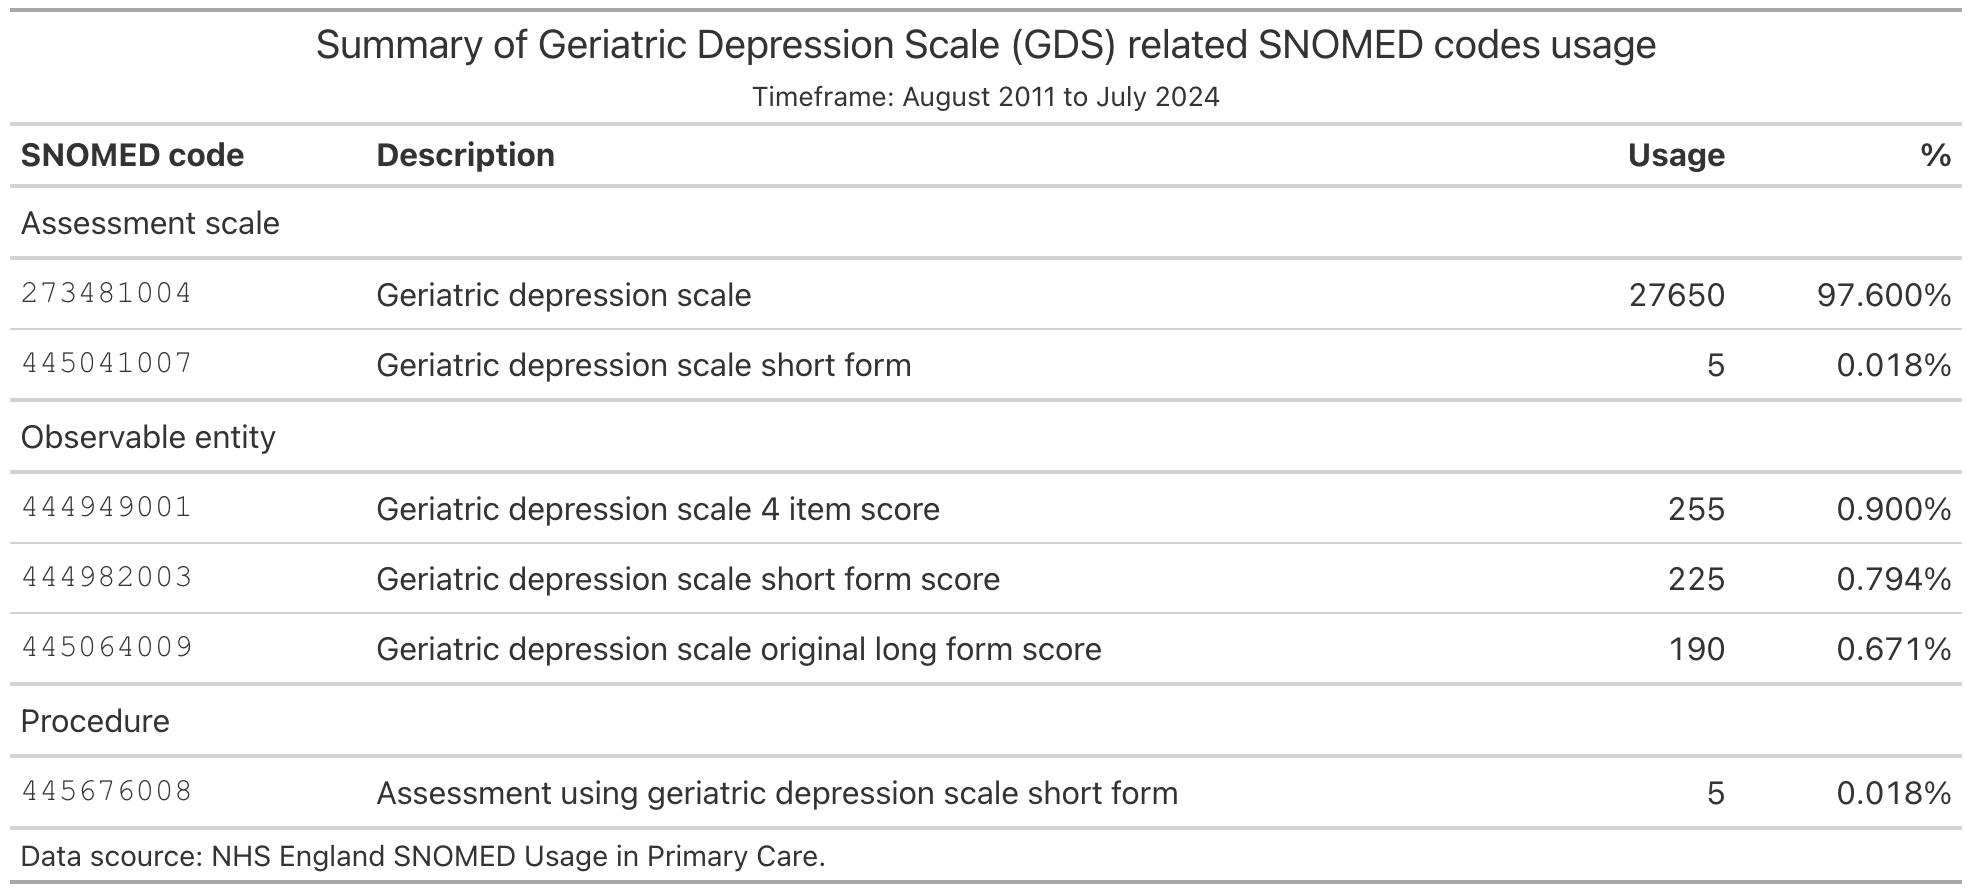 Summary of Geriatric Depression Scale (GDS) related SNOMED codes usage
Timeframe: August 2011 to July 2024
SNOMED code Description Usage %
Assessment scale
273481004 Geriatric depression scale 27650 97.600%
445041007 Geriatric depression scale short form 5 0.018%
Observable entity
444949001 Geriatric depression scale 4 item score 255 0.900%
444982003 Geriatric depression scale short form score 225 0.794%
445064009 Geriatric depression scale original long form score 190 0.671%
Procedure
445676008 Assessment using geriatric depression scale short form 5 0.018%
Data scource: NHS England SNOMED Usage in Primary Care.